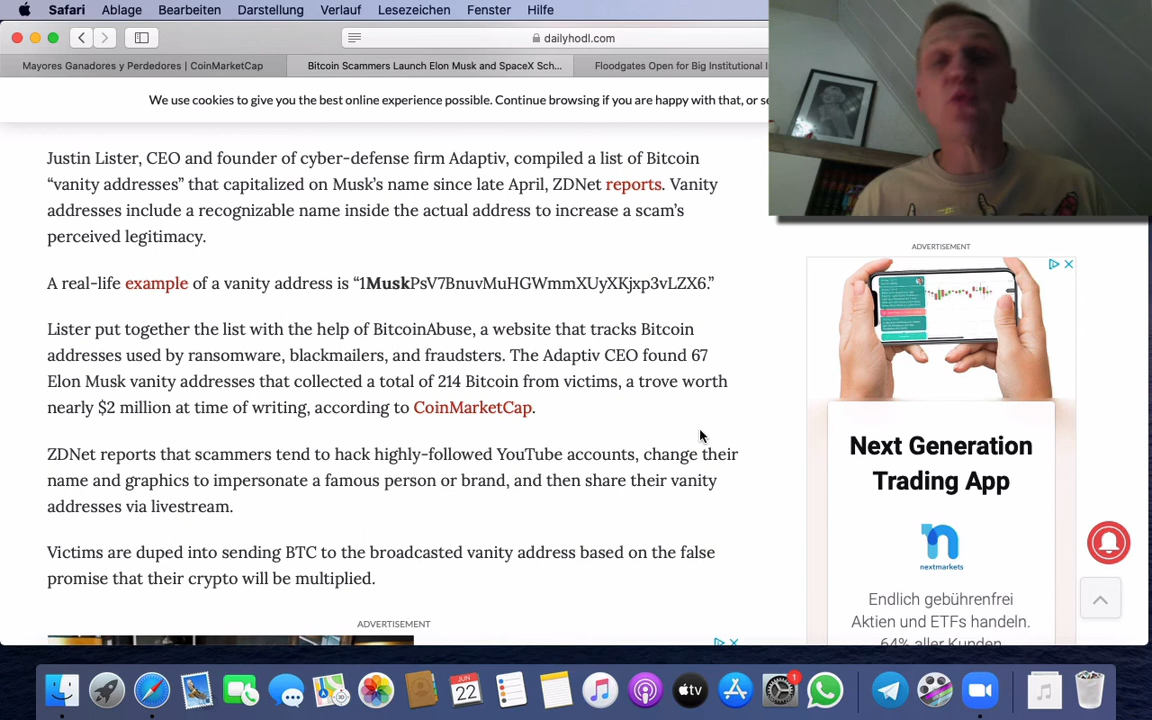 Safari Ablage Bearbeiten Darstellung Verlauf Lesezeichen Fenster Hilfe
dailyhodl.com
Mayores Ganadores y Perdedores | CoinMarketCap
Bitcoin Scammers Launch Elon Musk and SpaceX Sch...
Floodgates Open for Big Institutional I
We use cookies to give you the best online experience possible. Continue browsing if you are happy with that, or se
Justin Lister, CEO and founder of cyber-defense firm Adaptiv, compiled a list of Bitcoin
“vanity addresses” that capitalized on Musk’s name since late April, ZDNet reports. Vanity
addresses include a recognizable name inside the actual address to increase a scam’s
perceived legitimacy.
A real-life example of a vanity address is “1MuskPsV7BnuvMuHGWmmXUyXKjxp3vLZX6.”
Lister put together the list with the help of BitcoinAbuse, a website that tracks Bitcoin
addresses used by ransomware, blackmailers, and fraudsters. The Adaptiv CEO found 67
Elon Musk vanity addresses that collected a total of 214 Bitcoin from victims, a trove worth
nearly $2 million at time of writing, according to CoinMarketCap.
ZDNet reports that scammers tend to hack highly-followed YouTube accounts, change their
name and graphics to impersonate a famous person or brand, and then share their vanity
addresses via livestream.
Victims are duped into sending BTC to the broadcasted vanity address based on the false
promise that their crypto will be multiplied.
ADVERTISEMENT
ADVERTISEMENT
Next Generation
Trading App
nextmarkets
Endlich gebührenfrei
Aktien und ETFs handeln.
64% aller Kunden
JUN
22
tv
1